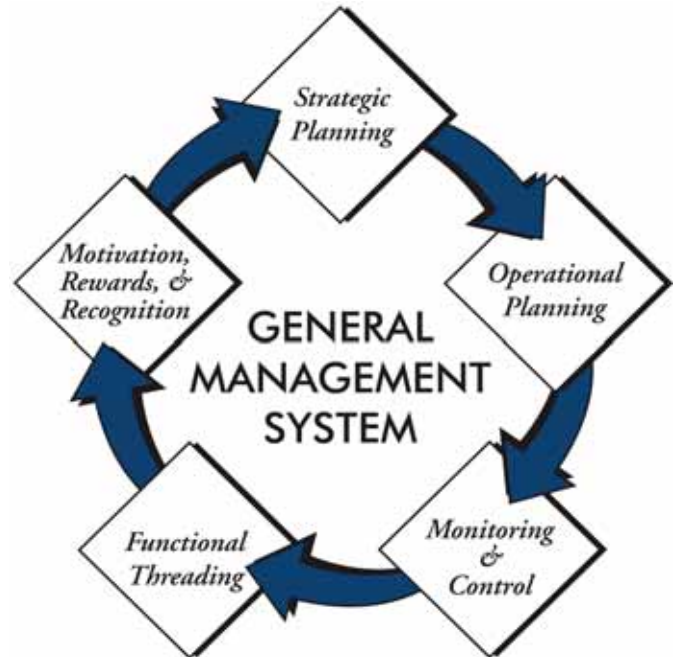 Strategic
Planning
Operational
Planning
Monitoring
&
Control
Functional
Threading
Motivation,
Rewards, &
Recognition
GENERAL
MANAGEMENT
SYSTEM